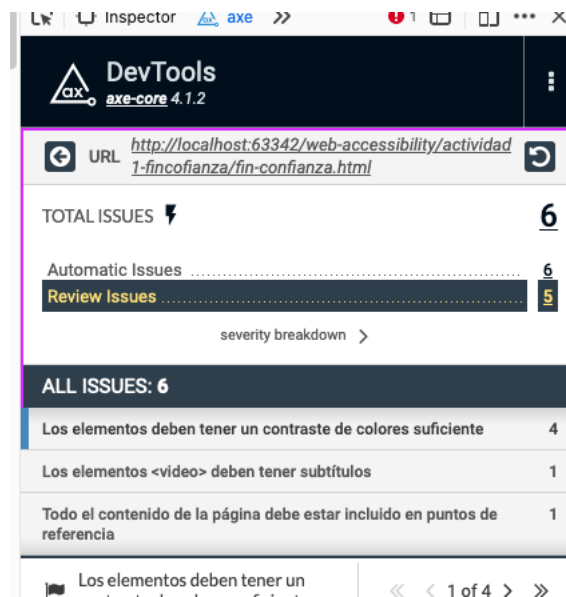 Inspector axe 1
DevTools
ax axe-core 4.1.2
URL http://localhost:63342/web-accessibility/actividad
1-fincofianza/fin-confianza.html
TOTAL ISSUES 6
Automatic Issues 6
Review Issues 5
severity breakdown
ALL ISSUES: 6
Los elementos deben tener un contraste de colores suficiente 4
Los elementos <video> deben tener subtítulos 1
Todo el contenido de la página debe estar incluido en puntos de 1
referencia
Los elementos deben tener un
1 of 4